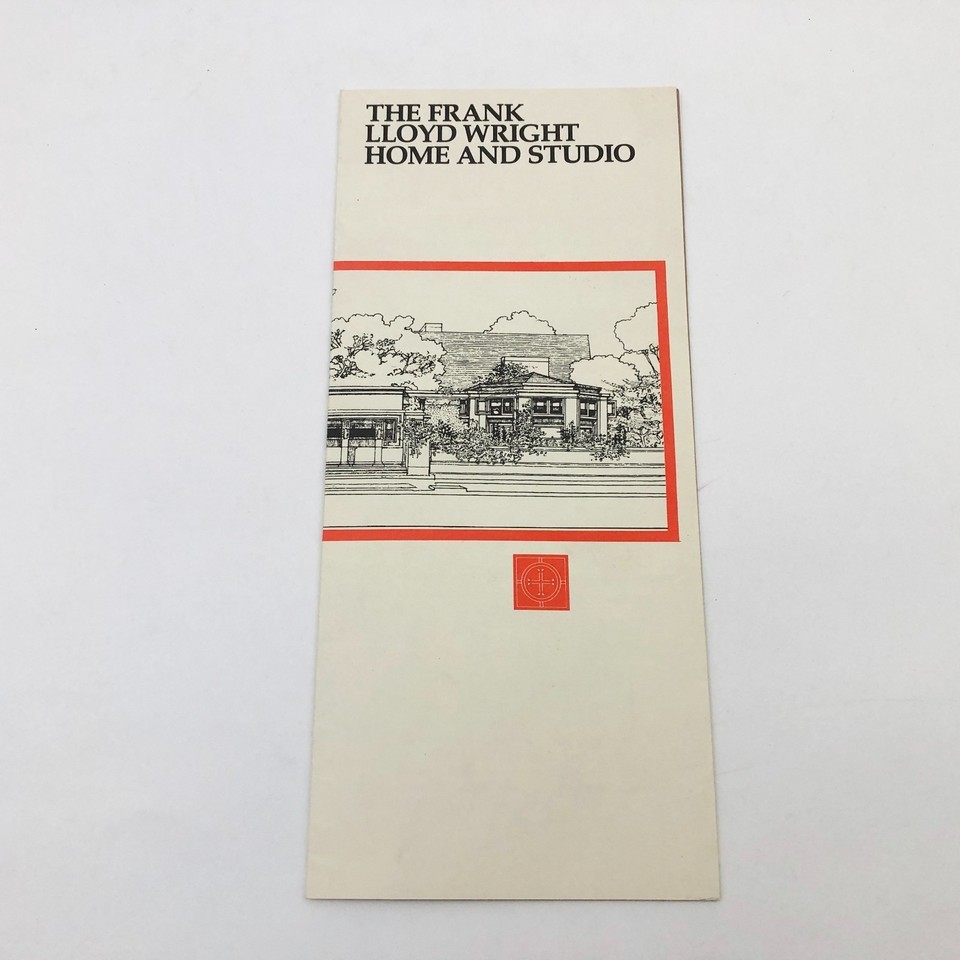 THE FRANK
LLOYD WRIGHT
HOME AND STUDIO